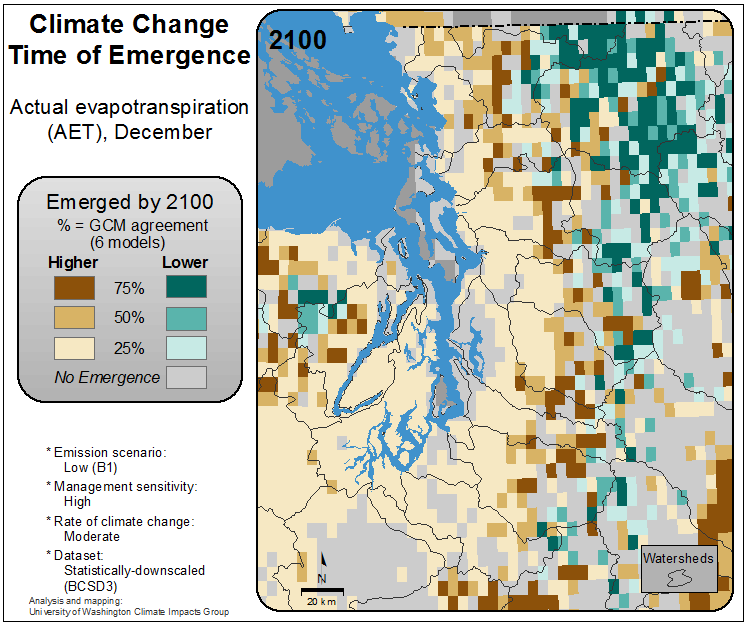 Climate Change
Time of Emergence
Actual evapotranspiration
(AET), December
Emerged by 2100
% = GCM agreement
(6 models)
Higher Lower
75%
50%
25%
No Emergence
* Emission scenario:
Low (B1)
* Management sensitivity:
High
* Rate of climate change:
Moderate
* Dataset:
Statistically-downscaled
(BCSD3)
Analysis and mapping:
University of Washington Climate Impacts Group
2100
N
20 km
Watersheds